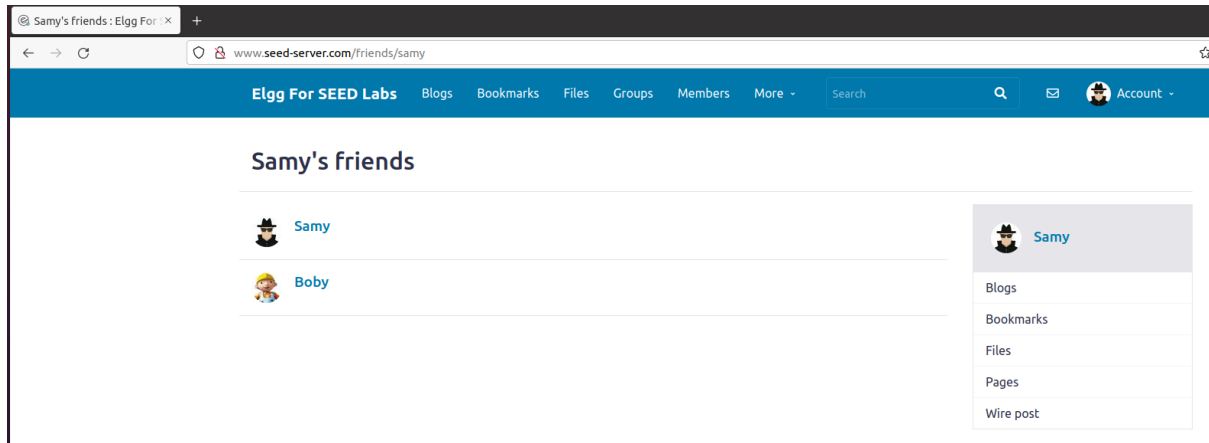 Samy's friends : Elgg For S
www.seed-server.com/friends/samy
Elgg For SEED Labs Blogs Bookmarks Files Groups Members More Search Account
Samy's friends
Samy
Boby
Samy
Blogs
Bookmarks
Files
Pages
Wire post